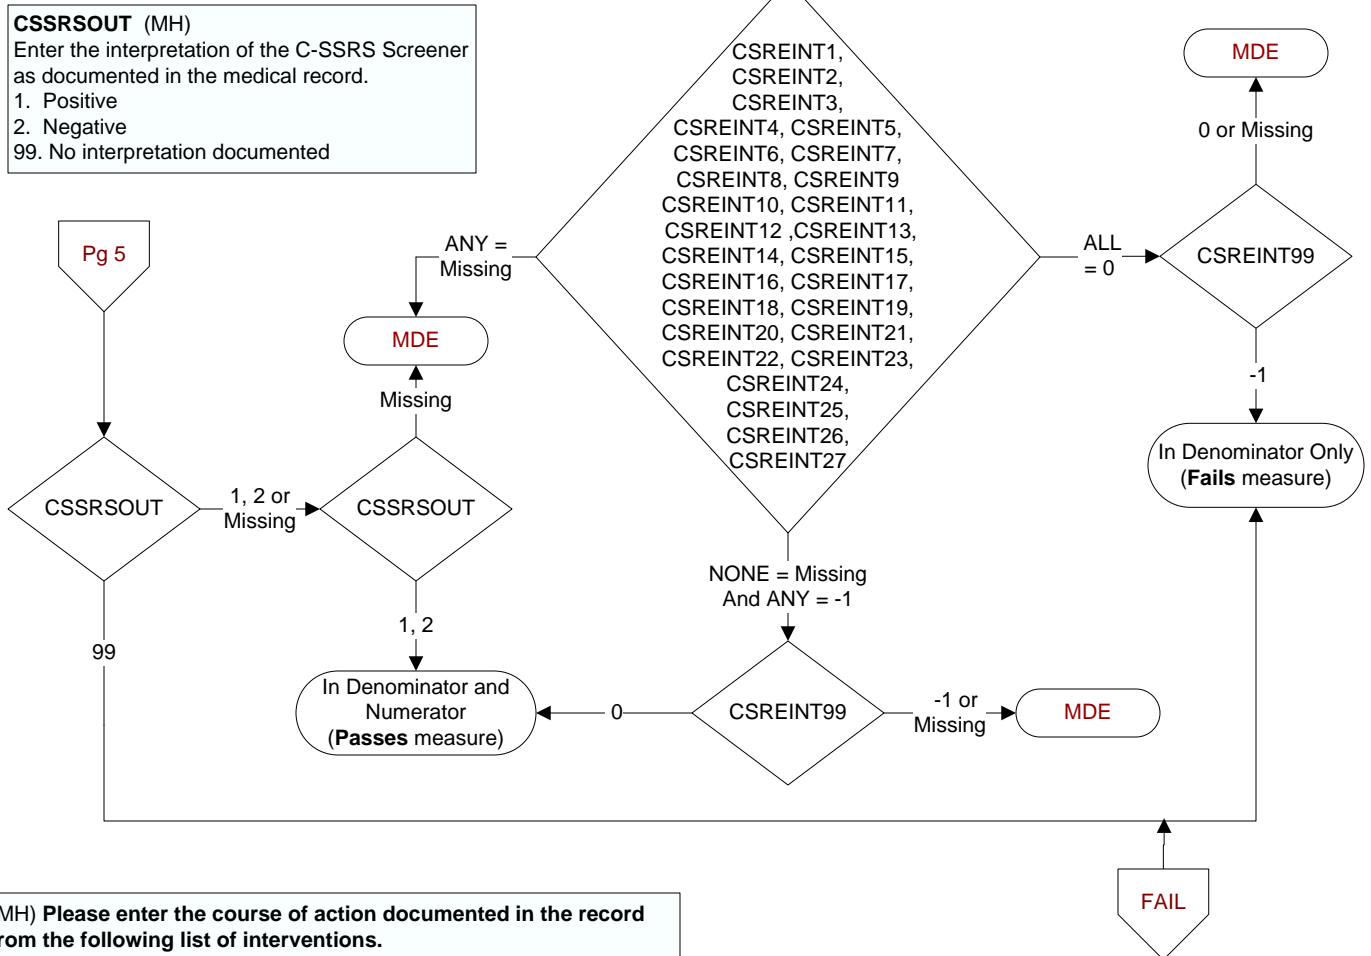 CSSRSOUT (MH)
Enter the interpretation of the C-SSRS Screener
as documented in the medical record.
1. Positive
2. Negative
99. No interpretation documented
CSREINT1,
CSREINT2,
CSREINT3,
CSREINT4, CSREINT5,
CSREINT6, CSREINT7,
CSREINT8, CSREINT9
CSREINT10, CSREINT11,
CSREINT12 ,CSREINT13,
CSREINT14, CSREINT15,
CSREINT16, CSREINT17,
CSREINT18, CSREINT19,
CSREINT20, CSREINT21,
CSREINT22, CSREINT23,
CSREINT24,
CSREINT25,
CSREINT26,
CSREINT27
MDE
0 or Missing
CSREINT99
ALL
= 0
-1
In Denominator Only
(Fails measure)
Pg 5
ANY =
Missing
MDE
Missing
CSSRSOUT
1, 2 or
Missing
CSSRSOUT
1, 2
99
In Denominator and
Numerator
(Passes measure)
NONE = Missing
And ANY = -1
0
CSREINT99
-1 or
Missing
MDE
FAIL
MH) Please enter the course of action documented in the record
rom the following list of interventions.